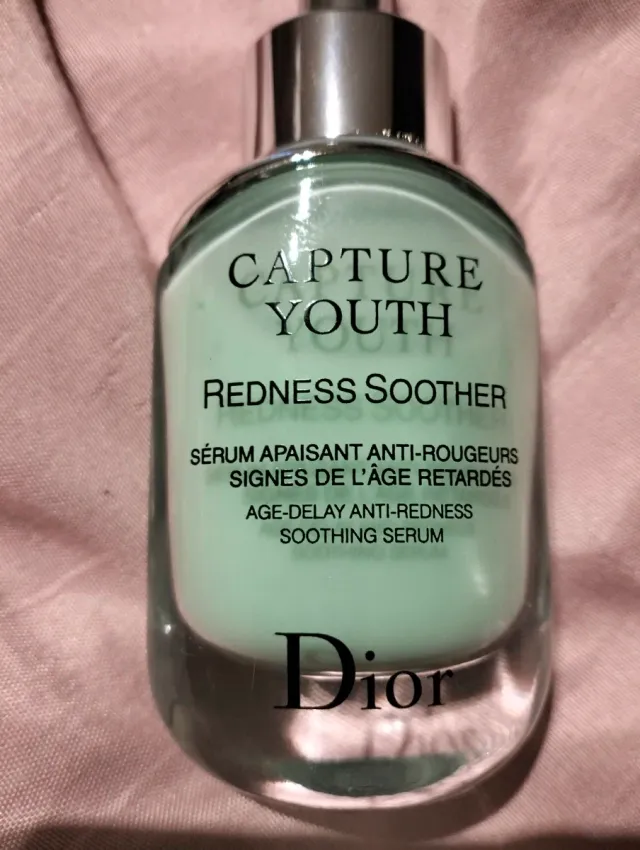 CAPTURE
YOUTH
REDNESS SOOTHER
SÉRUM APAISANT ANTI-ROUGEURS
SIGNES DE L'ÂGE RETARDÉS
AGE-DELAY ANTI-REDNESS
SOOTHING SERUM
Dior